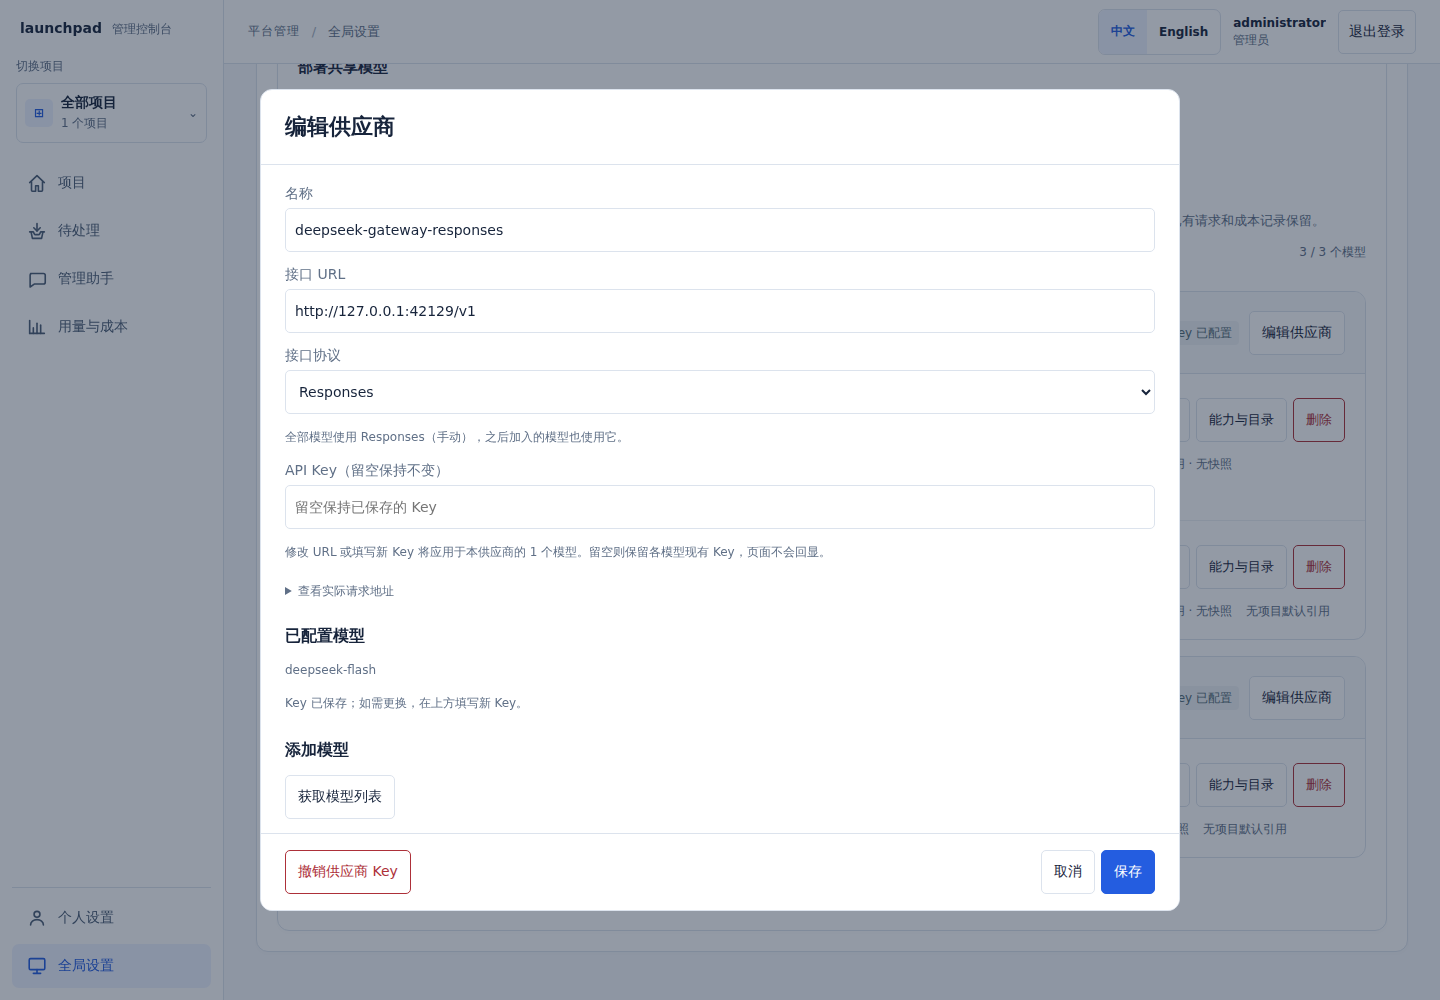 launchpad 管理控制台
切换项目
全部项目
1 个项目
项目
待处理
管理助手
用量与成本
个人设置
全局设置
平台管理 / 全局设置
中文 English
administrator
管理员
退出登录
部署共享模型
有请求和成本记录保留。
3 / 3 个模型
已配置 编辑供应商
能力与目录 删除
· 无快照
能力与目录 删除
· 无快照 无项目默认引用
已配置 编辑供应商
能力与目录 删除
无项目默认引用
编辑供应商
名称
deepseek-gateway-responses
接口 URL
http://127.0.0.1:42129/v1
接口协议
Responses
全部模型使用 Responses（手动），之后加入的模型也使用它。
API Key（留空保持不变）
留空保持已保存的 Key
修改 URL 或填写新 Key 将应用于本供应商的 1 个模型。留空则保留各模型现有 Key，页面不会回显。
查看实际请求地址
已配置模型
deepseek-flash
Key 已保存；如需更换，在上方填写新 Key。
添加模型
获取模型列表
撤销供应商 Key
取消 保存